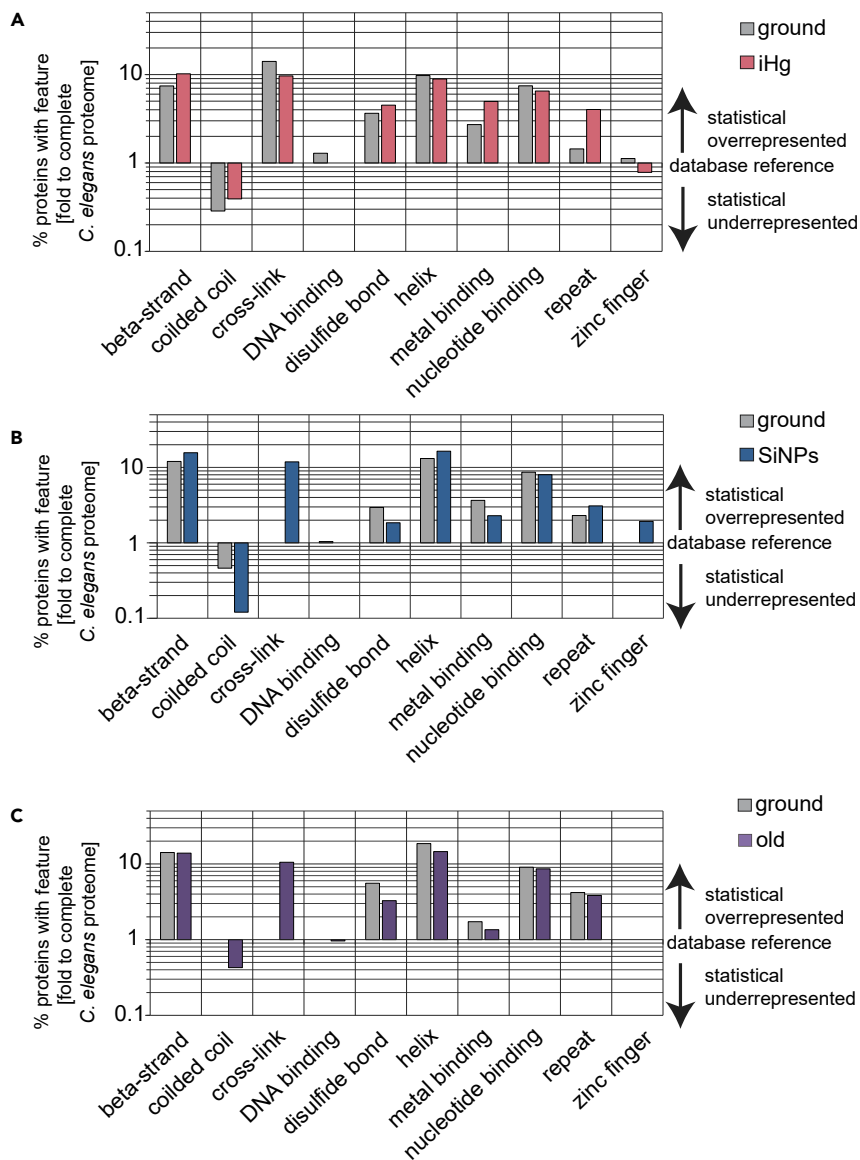 A
% proteins with feature
[fold to complete
C. elegans proteome]
10
1
0.1
ground
iHg
statistical
overrepresented
database reference
statistical
underrepresented
beta-strand
coilded coil
cross-link
DNA binding
disulfide bond
helix
metal binding
nucleotide binding
repeat
zinc finger
B
% proteins with feature
[fold to complete
C. elegans proteome]
10
1
0.1
ground
SiNPs
statistical
overrepresented
database reference
statistical
underrepresented
beta-strand
coilded coil
cross-link
DNA binding
disulfide bond
helix
metal binding
nucleotide binding
repeat
zinc finger
C
% proteins with feature
[fold to complete
C. elegans proteome]
10
1
0.1
ground
old
statistical
overrepresented
database reference
statistical
underrepresented
beta-strand
coilded coil
cross-link
DNA binding
disulfide bond
helix
metal binding
nucleotide binding
repeat
zinc finger